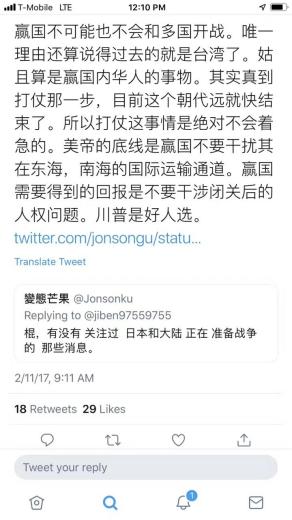 T-Mobile LTE 12:10 PM
赢国不可能也不会和多国开战。唯一
理由还算说得过去的就是台湾了。姑
且算是赢国内华人的事物。其实真到
打仗那一步，目前这个朝代远就快结
束了。所以打仗这事情是绝对不会着
急的。美帝的底线是赢国不要干扰其
在东海，南海的国际运输通道。赢国
需要得到的回报是不要干涉闭关后的
人权问题。川普是好人选。
twitter.com/jonsongu/statu...
Translate Tweet
變態芒果 @Jonsonku
Replying to @jiben97559755
棍，有没有 关注过 日本和大陆 正在 准备战争
的 那些消息。
2/11/17, 9:11 AM
18 Retweets 29 Likes
Tweet your reply
1